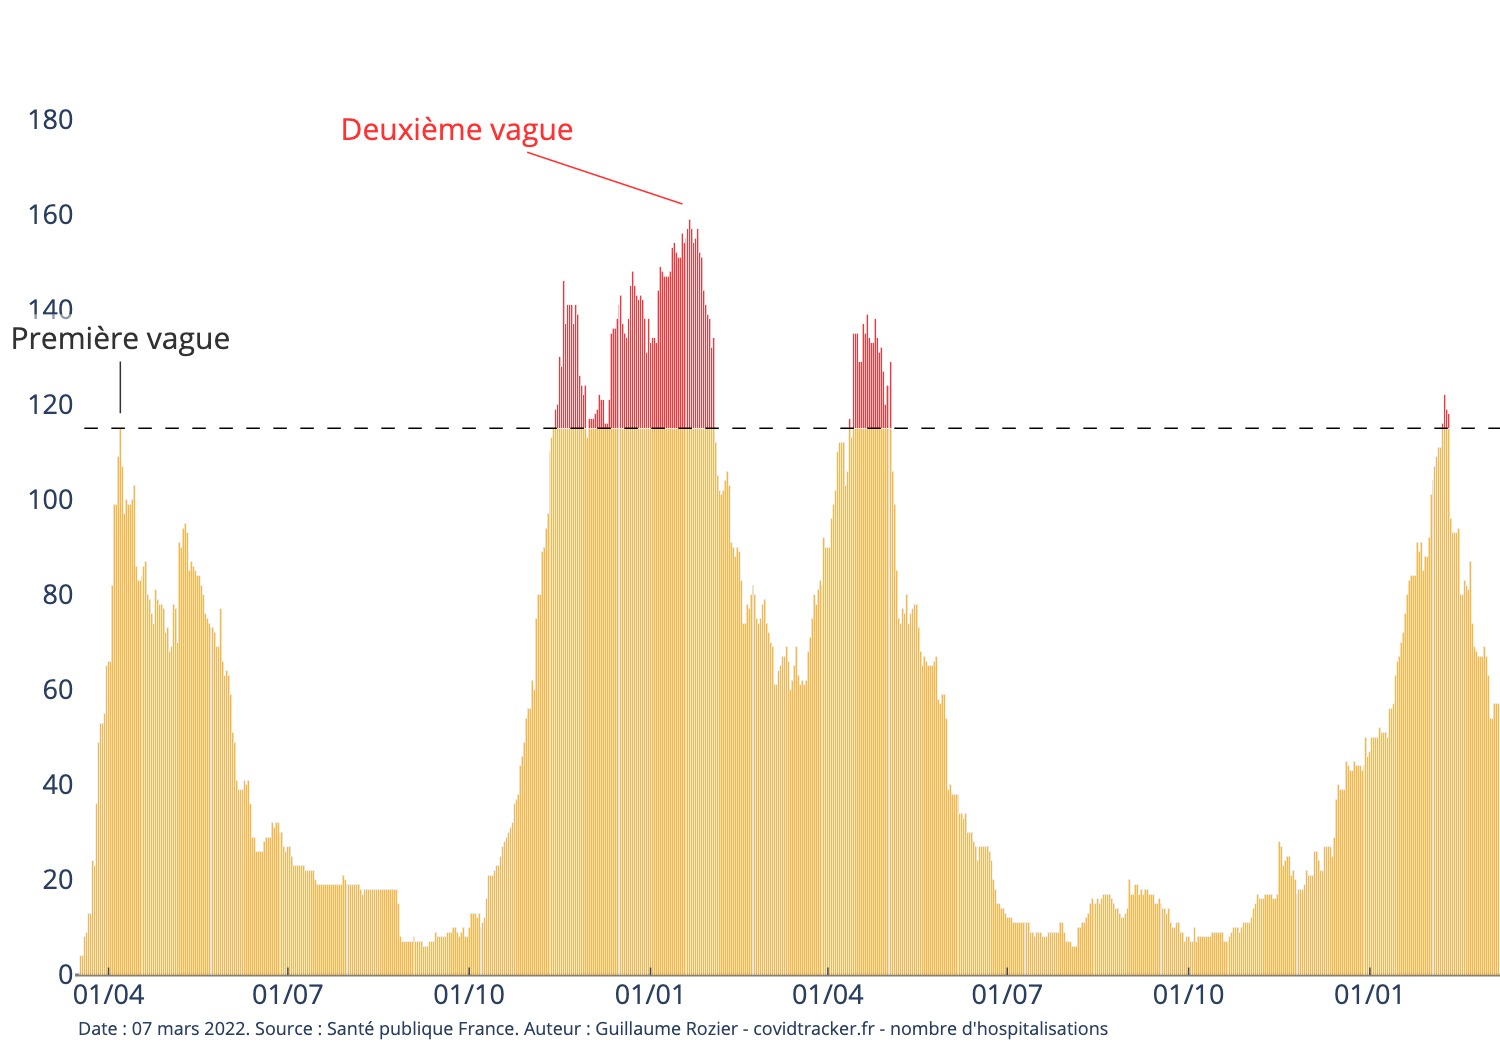 180
Deuxième vague
160
140
Première vague
120
100
80
60
40
20
0
01/04 01/07 01/10 01/01 01/04 01/07 01/10 01/01
Date : 07 mars 2022. Source : Santé publique France. Auteur : Guillaume Rozier - covidtracker.fr - nombre d'hospitalisations